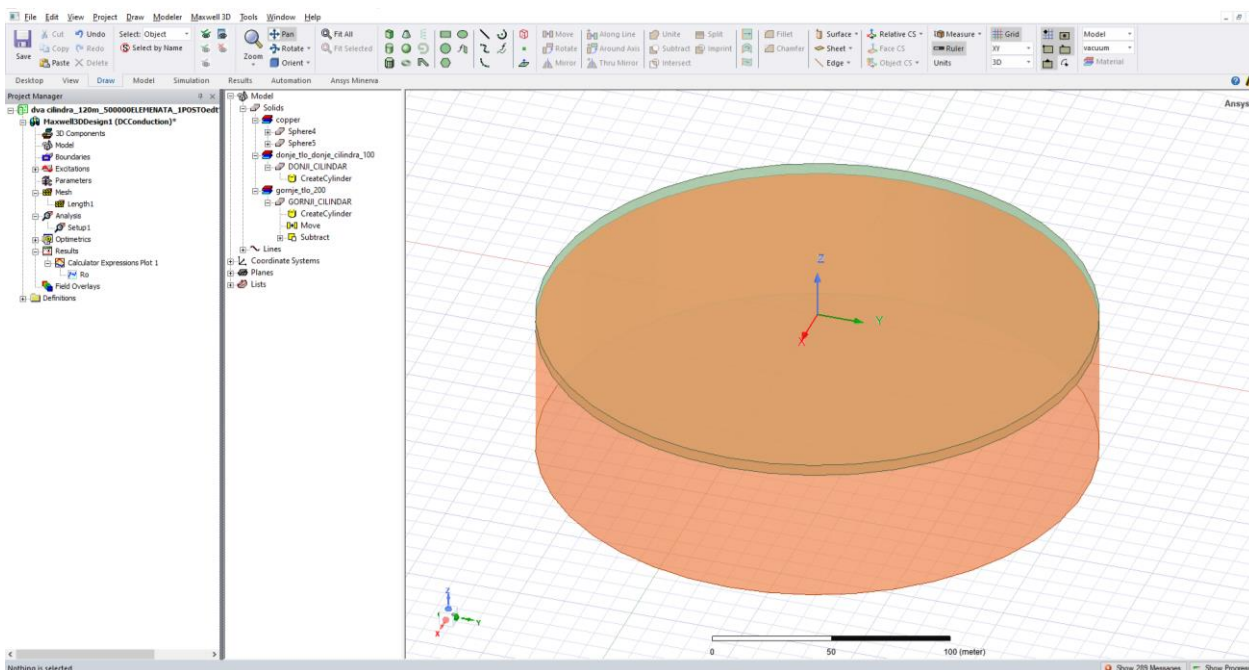 File Edit View Project Draw Modeler Maxwell 3D Tools Window Help
Save
Cut Undo
Copy Redo
Paste Delete
Select: Object
Select by Name
Zoom
Pan
Rotate
Orient
Fit All
Fit Selected
Move Along Line Unite Split
Rotate Around Axis Subtract Imprint
Mirror Thru Mirror Intersect
Fillet
Chamfer
Surface
Sheet
Edge
Relative CS
Face CS
Object CS
Measure
Ruler
Units
Grid
XY
3D
Model
vacuum
Material
Desktop View Draw Model Simulation Results Automation Ansys Minerva
Project Manager
dva cilindra_120m_500000ELEMENATA_1POSTOedt
Maxwell3DDesign1 (DCConduction)*
3D Components
Model
Boundaries
Excitations
Parameters
Mesh
Length1
Analysis
Setup1
Optimetrics
Results
Calculator Expressions Plot 1
Ro
Field Overlays
Definitions
Model
Solids
copper
Sphere4
Sphere5
donje_tlo_donje_cilindra_100
DONJI_CILINDAR
CreateCylinder
gornje_tlo_200
GORNJI_CILINDAR
CreateCylinder
Move
Subtract
Lines
Coordinate Systems
Planes
Lists
Ansys
Z
Y
X
Z
Y
X
0 50 100 (meter)
Nothing is selected
Show 289 Messages Show Progress